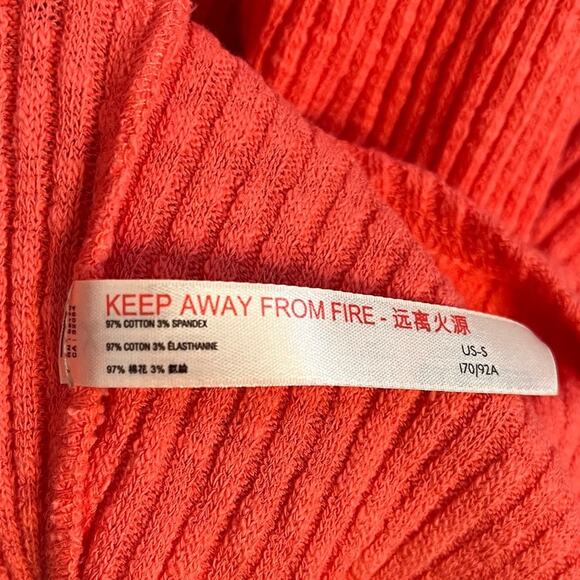 KEEP AWAY FROM FIRE - 远离火源
97% COTTON 3% SPANDEX
97% COTON 3% ÉLASTHANNE
97% 棉花 3% 氨綸
US-S
170/92A